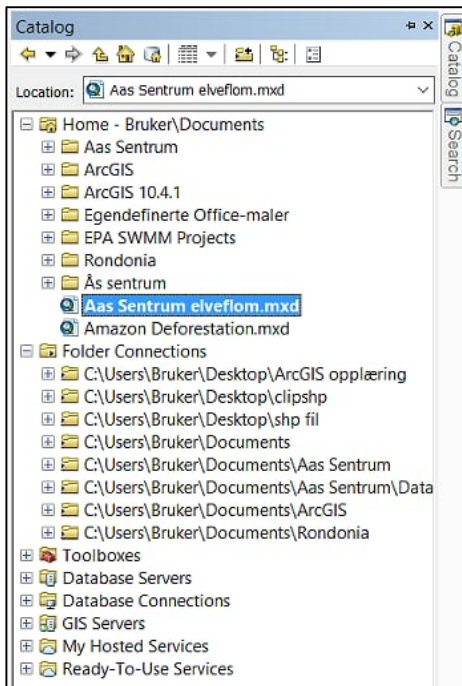 Catalog
Location: Aas Sentrum elveflom.mxd
Home - Bruker\Documents
Aas Sentrum
ArcGIS
ArcGIS 10.4.1
Egendefinerte Office-maler
EPA SWMM Projects
Rondonia
Ås sentrum
Aas Sentrum elveflom.mxd
Amazon Deforestation.mxd
Folder Connections
C:\Users\Bruker\Desktop\ArcGIS opplæring
C:\Users\Bruker\Desktop\clipshp
C:\Users\Bruker\Desktop\shp fil
C:\Users\Bruker\Documents
C:\Users\Bruker\Documents\Aas Sentrum
C:\Users\Bruker\Documents\Aas Sentrum\Data
C:\Users\Bruker\Documents\ArcGIS
C:\Users\Bruker\Documents\Rondonia
Toolboxes
Database Servers
Database Connections
GIS Servers
My Hosted Services
Ready-To-Use Services
Catalog
Search